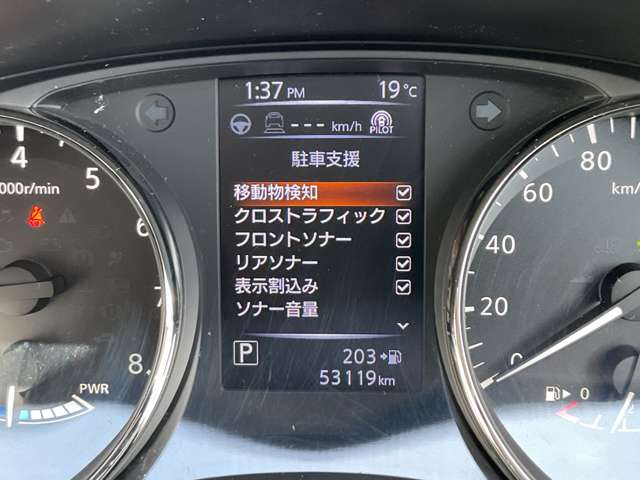 1:37 PM 19℃
--- km/h PILOT
駐車支援
移動物検知
クロストラフィック
フロントソナー
リアソナー
表示割込み
ソナー音量
P 203
53119km
4 5 6 7 8
000r/min
PWR
0 20 40 60 80
km/
0